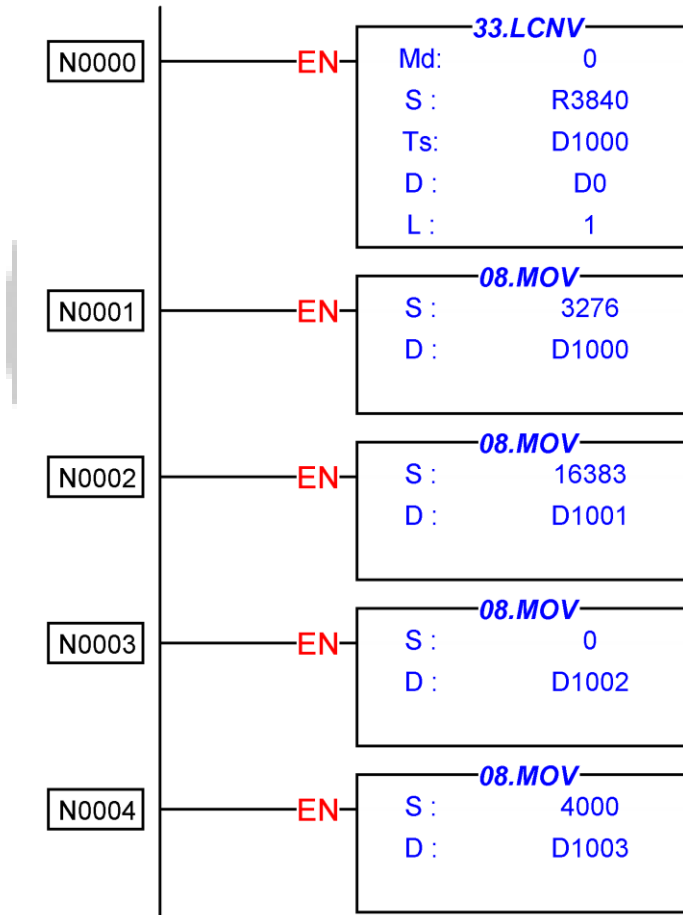 33.LCNV
N0000 EN Md: 0
S : R3840
Ts: D1000
D : D0
L : 1
08.MOV
N0001 EN S : 3276
D : D1000
08.MOV
N0002 EN S : 16383
D : D1001
08.MOV
N0003 EN S : 0
D : D1002
08.MOV
N0004 EN S : 4000
D : D1003